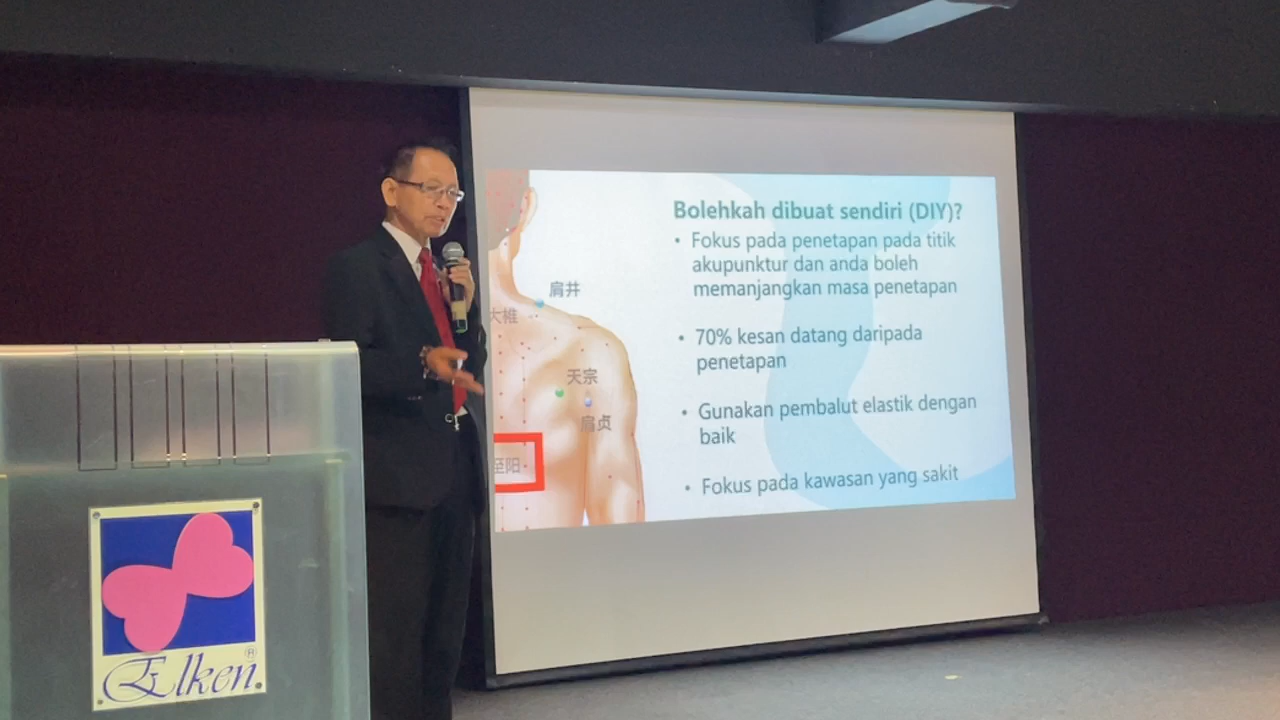 Bolehkah dibuat sendiri (DIY)?
• Fokus pada penetapan pada titik
akupunktur dan anda boleh
memanjangkan masa penetapan
• 70% kesan datang daripada
penetapan
• Gunakan pembalut elastik dengan
baik
• Fokus pada kawasan yang sakit
肩井
大椎
天宗
肩贞
至阳
Elken®